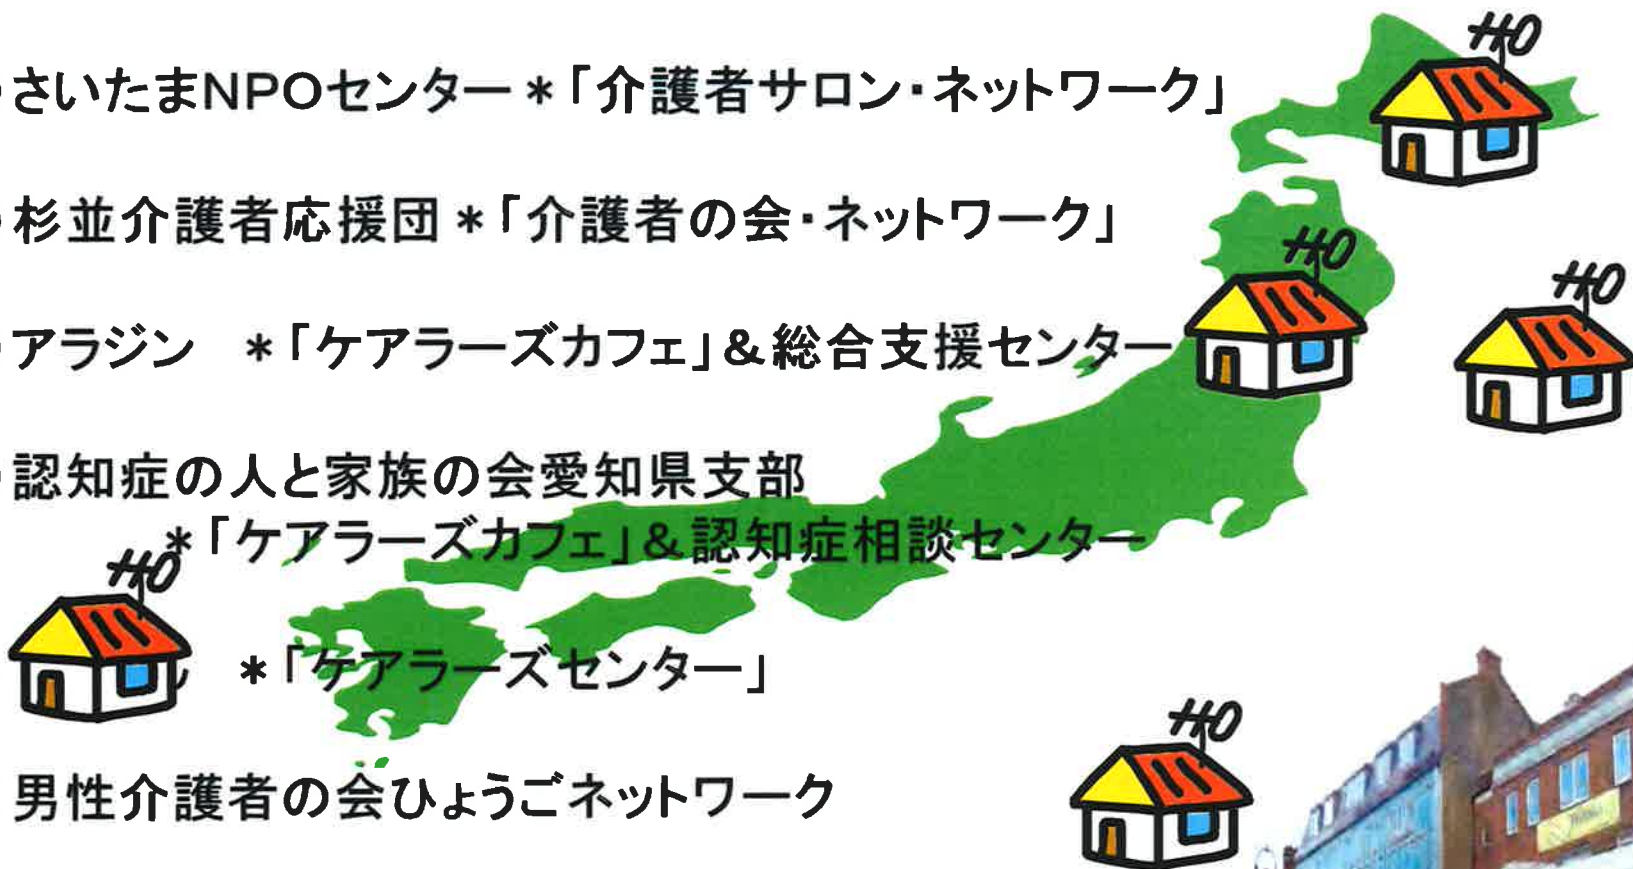 ・さいたまNPOセンター＊「介護者サロン・ネットワーク」
・杉並介護者応援団＊「介護者の会・ネットワーク」
・アラジン　＊「ケアラーズカフェ」＆総合支援センター
・認知症の人と家族の会愛知県支部
＊「ケアラーズカフェ」＆認知症相談センター
＊「ケアラーズセンター」
男性介護者の会ひょうごネットワーク